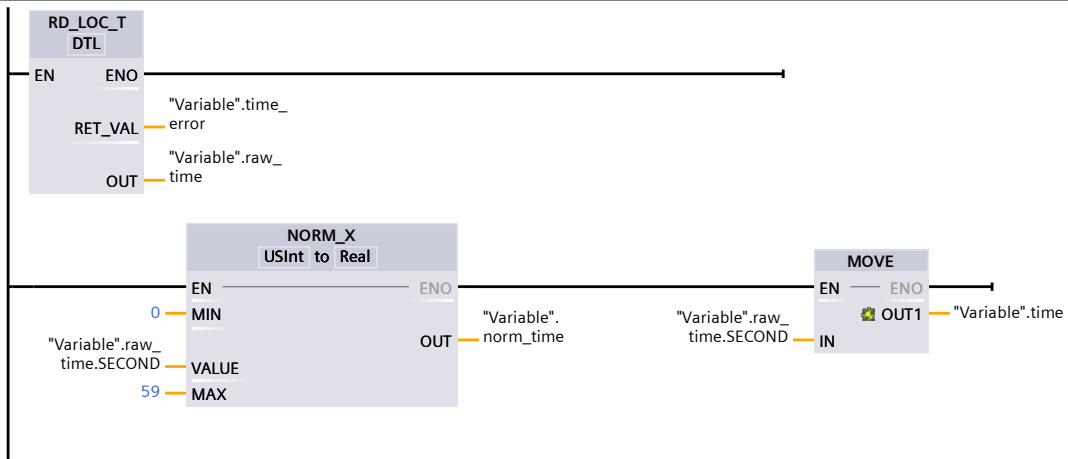 RD_LOC_T
DTL
EN ENO
"Variable".time_
RET_VAL error
"Variable".raw_
OUT time
NORM_X
USInt to Real
EN ENO
0 MIN
"Variable".raw_
time.SECOND VALUE
59 MAX
OUT
"Variable".
norm_time
MOVE
EN ENO
OUT1 "Variable".time
"Variable".raw_
time.SECOND IN